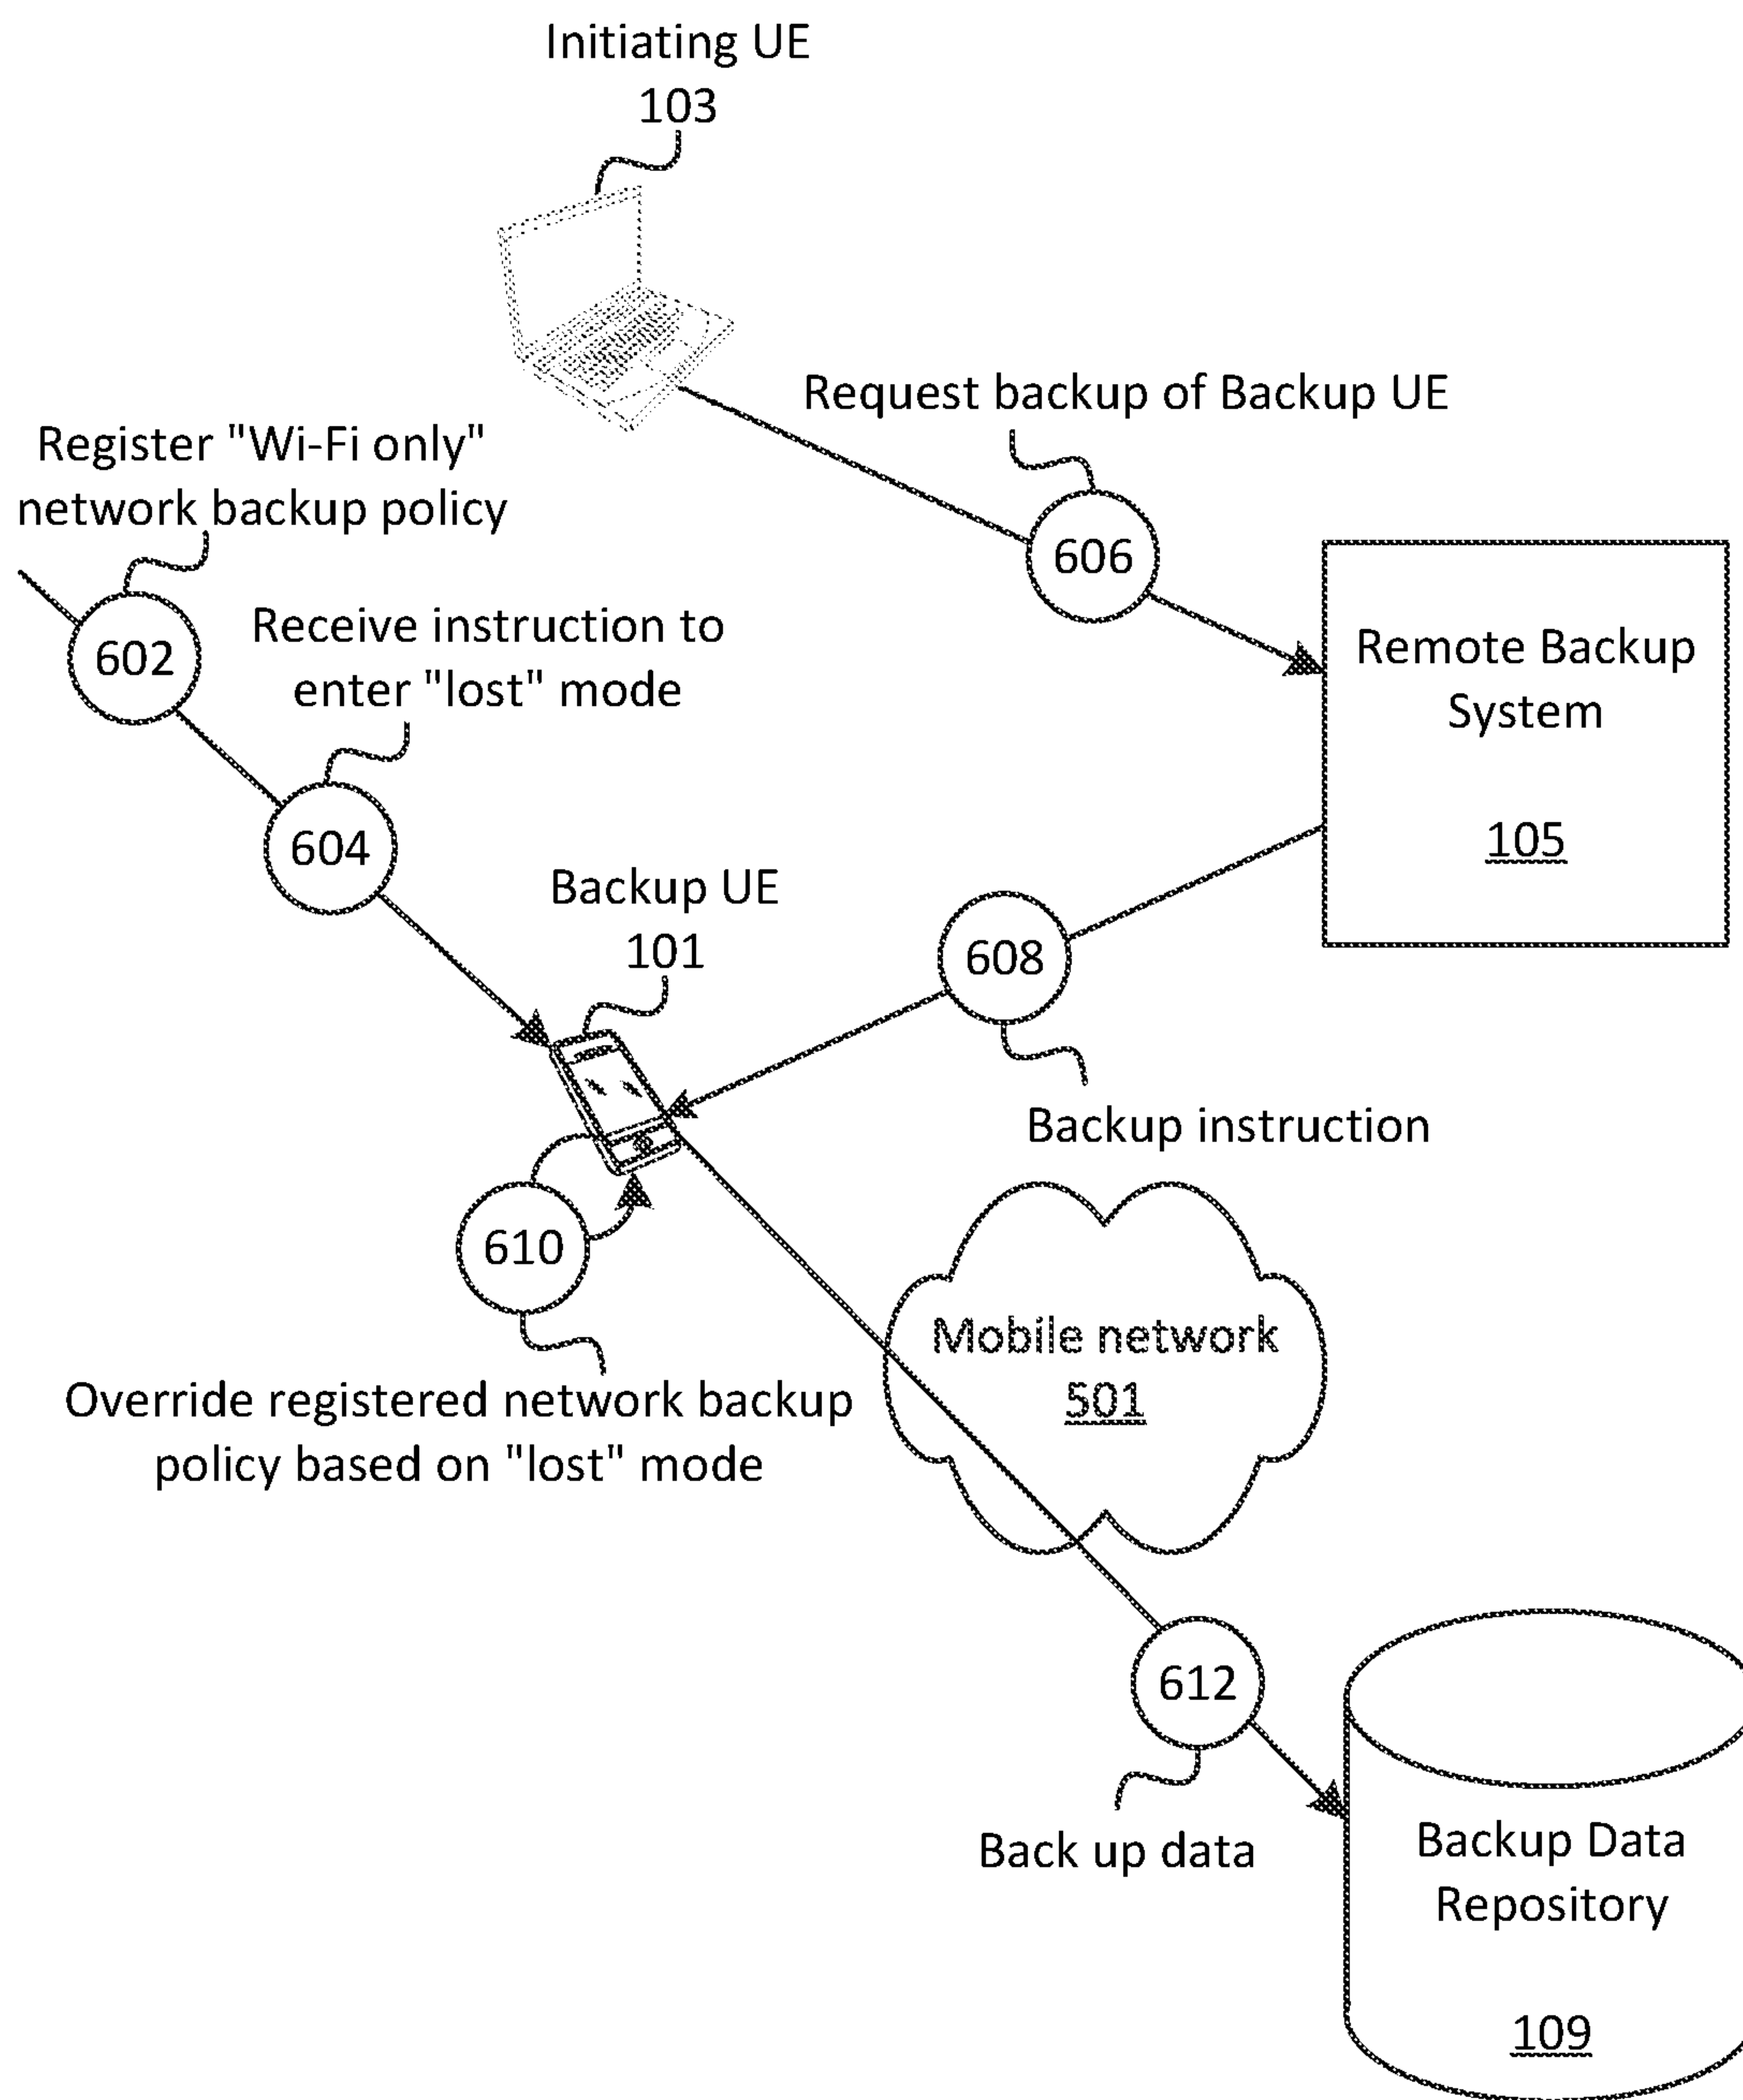 Initiating UE
103
Request backup of Backup UE
606
Register "Wi-Fi only"
network backup policy
602
Receive instruction to
enter "lost" mode
604
Remote Backup
System
105
Backup UE
101
608
Backup instruction
610
Override registered network backup
policy based on "lost" mode
Mobile network
501
612
Back up data
Backup Data
Repository
109